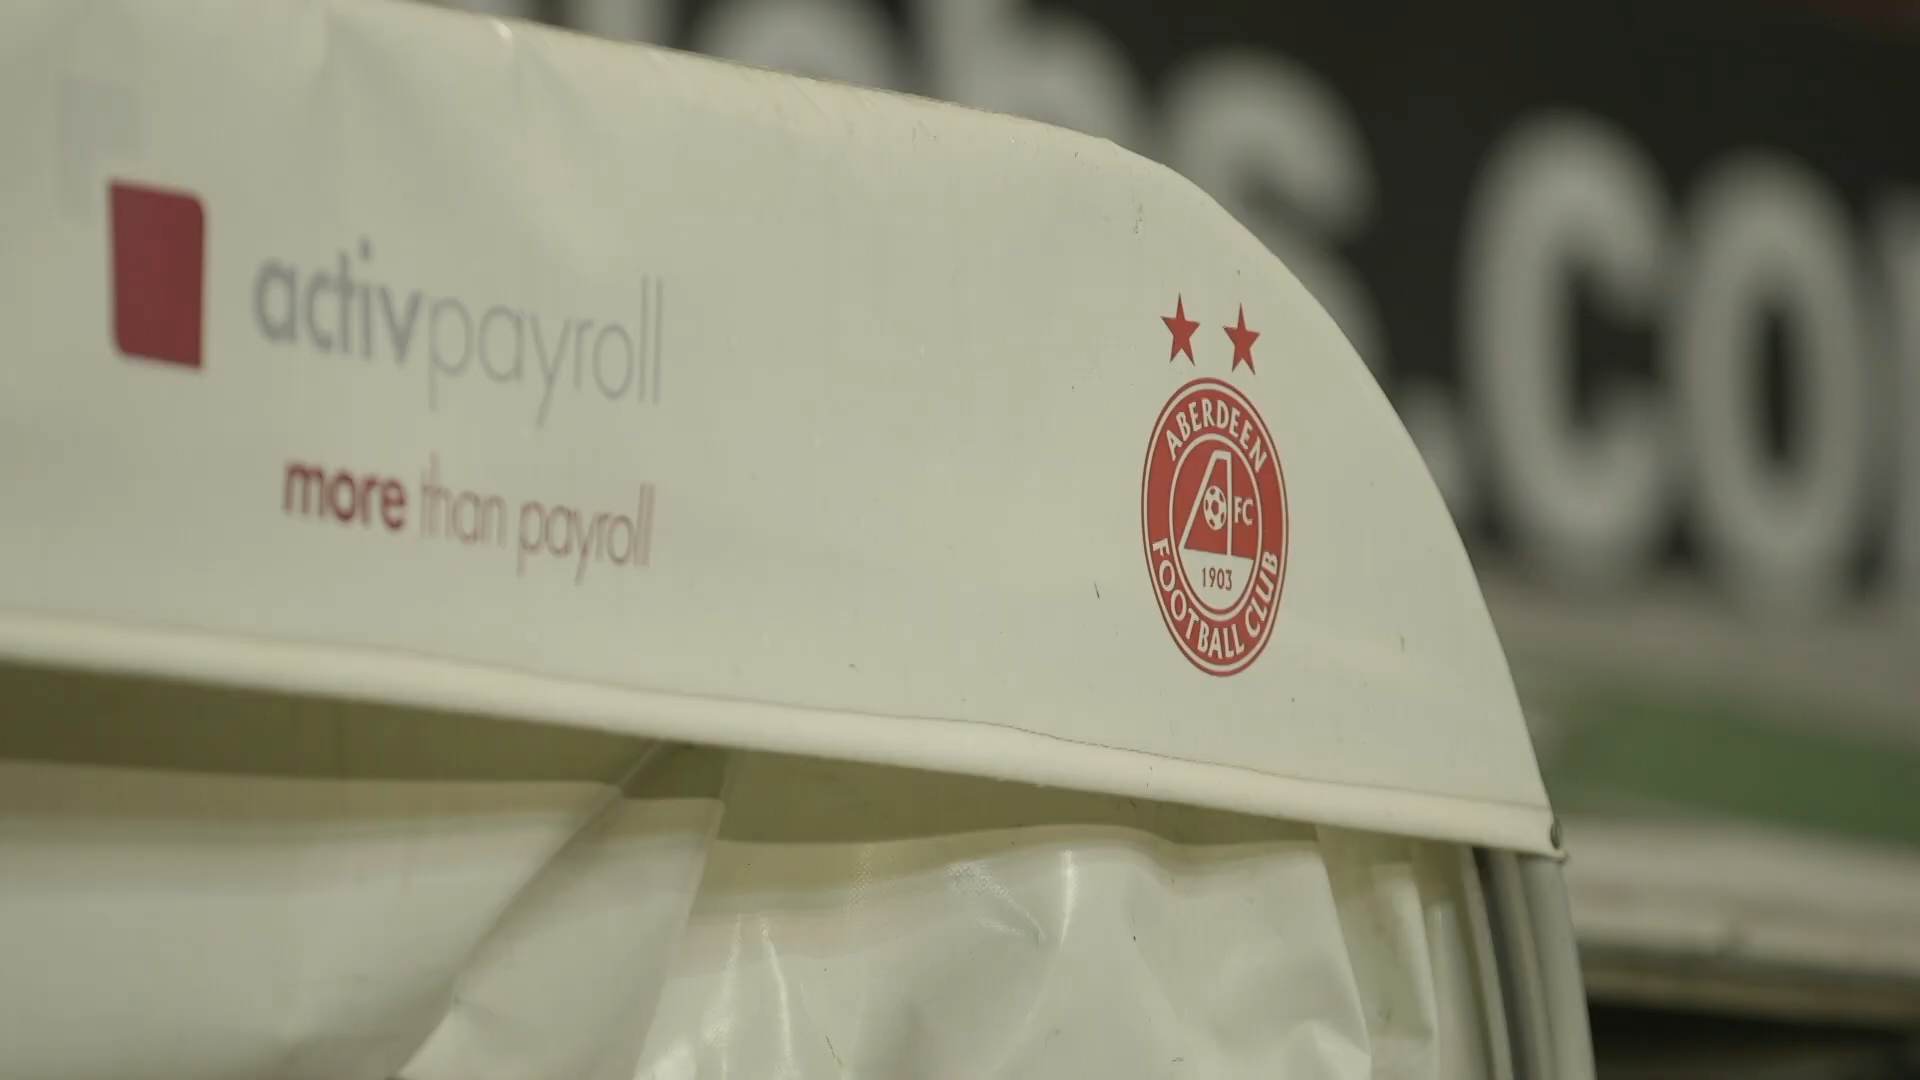 activpayroll
more than payroll
ABERDEEN
FC
1903
FOOTBALL CLUB